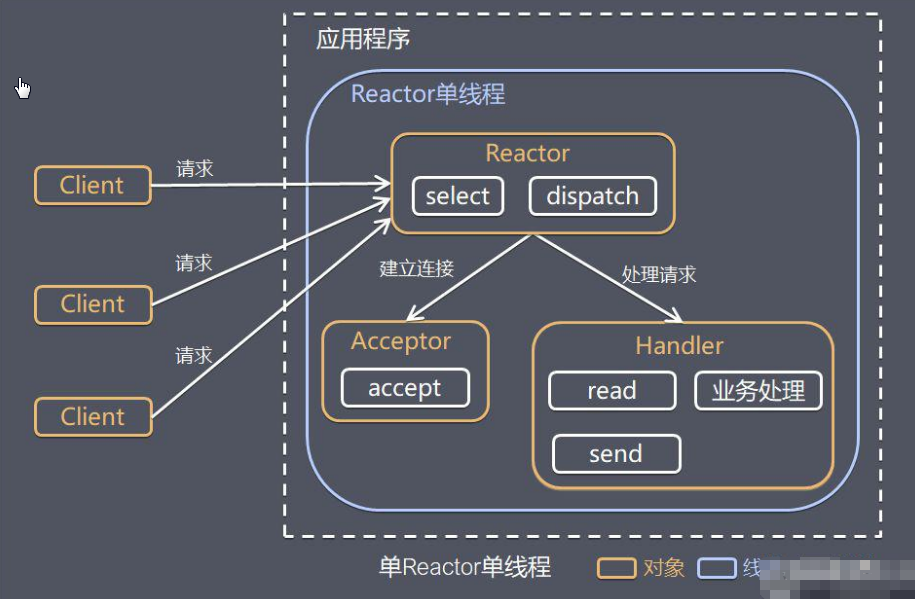 应用程序
Reactor单线程
Reactor
select
dispatch
Client
请求
Client
请求
Client
请求
建立连接
处理请求
Acceptor
accept
Handler
read
业务处理
send
单Reactor单线程
对象
线